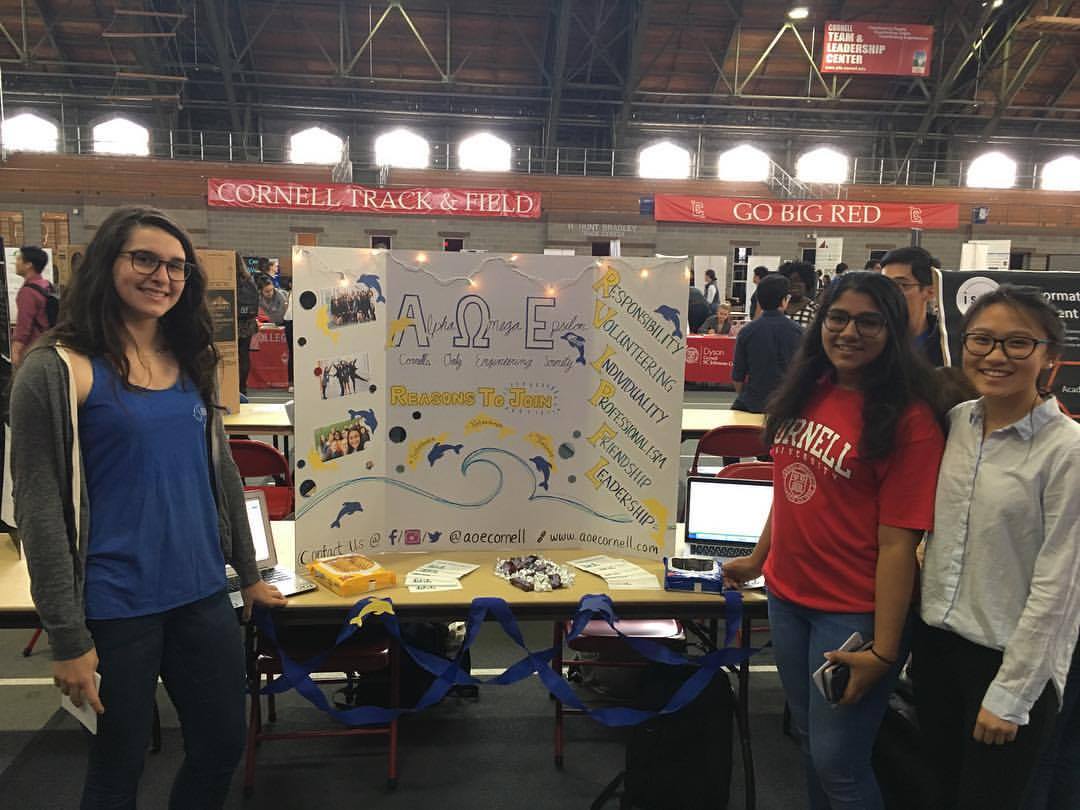 CORNELL
TEAM &
LEADERSHIP
CENTER
CORNELL TRACK & FIELD
GO BIG RED
ALPHA OMEGA EPSILON
Cornell's Only Engineering Society
REASONS TO JOIN:
RESPONSIBILITY
VOLUNTEERING
INDIVIDUALITY
PROFESSIONALISM
FRIENDSHIP
LEADERSHIP
Contact Us @ f/ / @aoecornell www.aoecornell.com
CORNELL
UNIVERSITY
Dyson